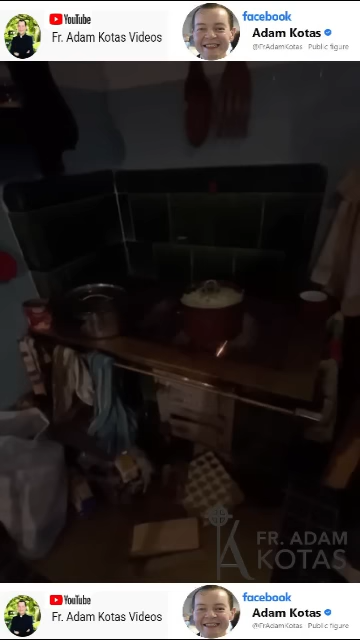 YouTube
Fr. Adam Kotas Videos
facebook
Adam Kotas
@FrAdamKotas · Public figure
FR. ADAM
KOTAS
YouTube
Fr. Adam Kotas Videos
facebook
Adam Kotas
@FrAdamKotas · Public figure